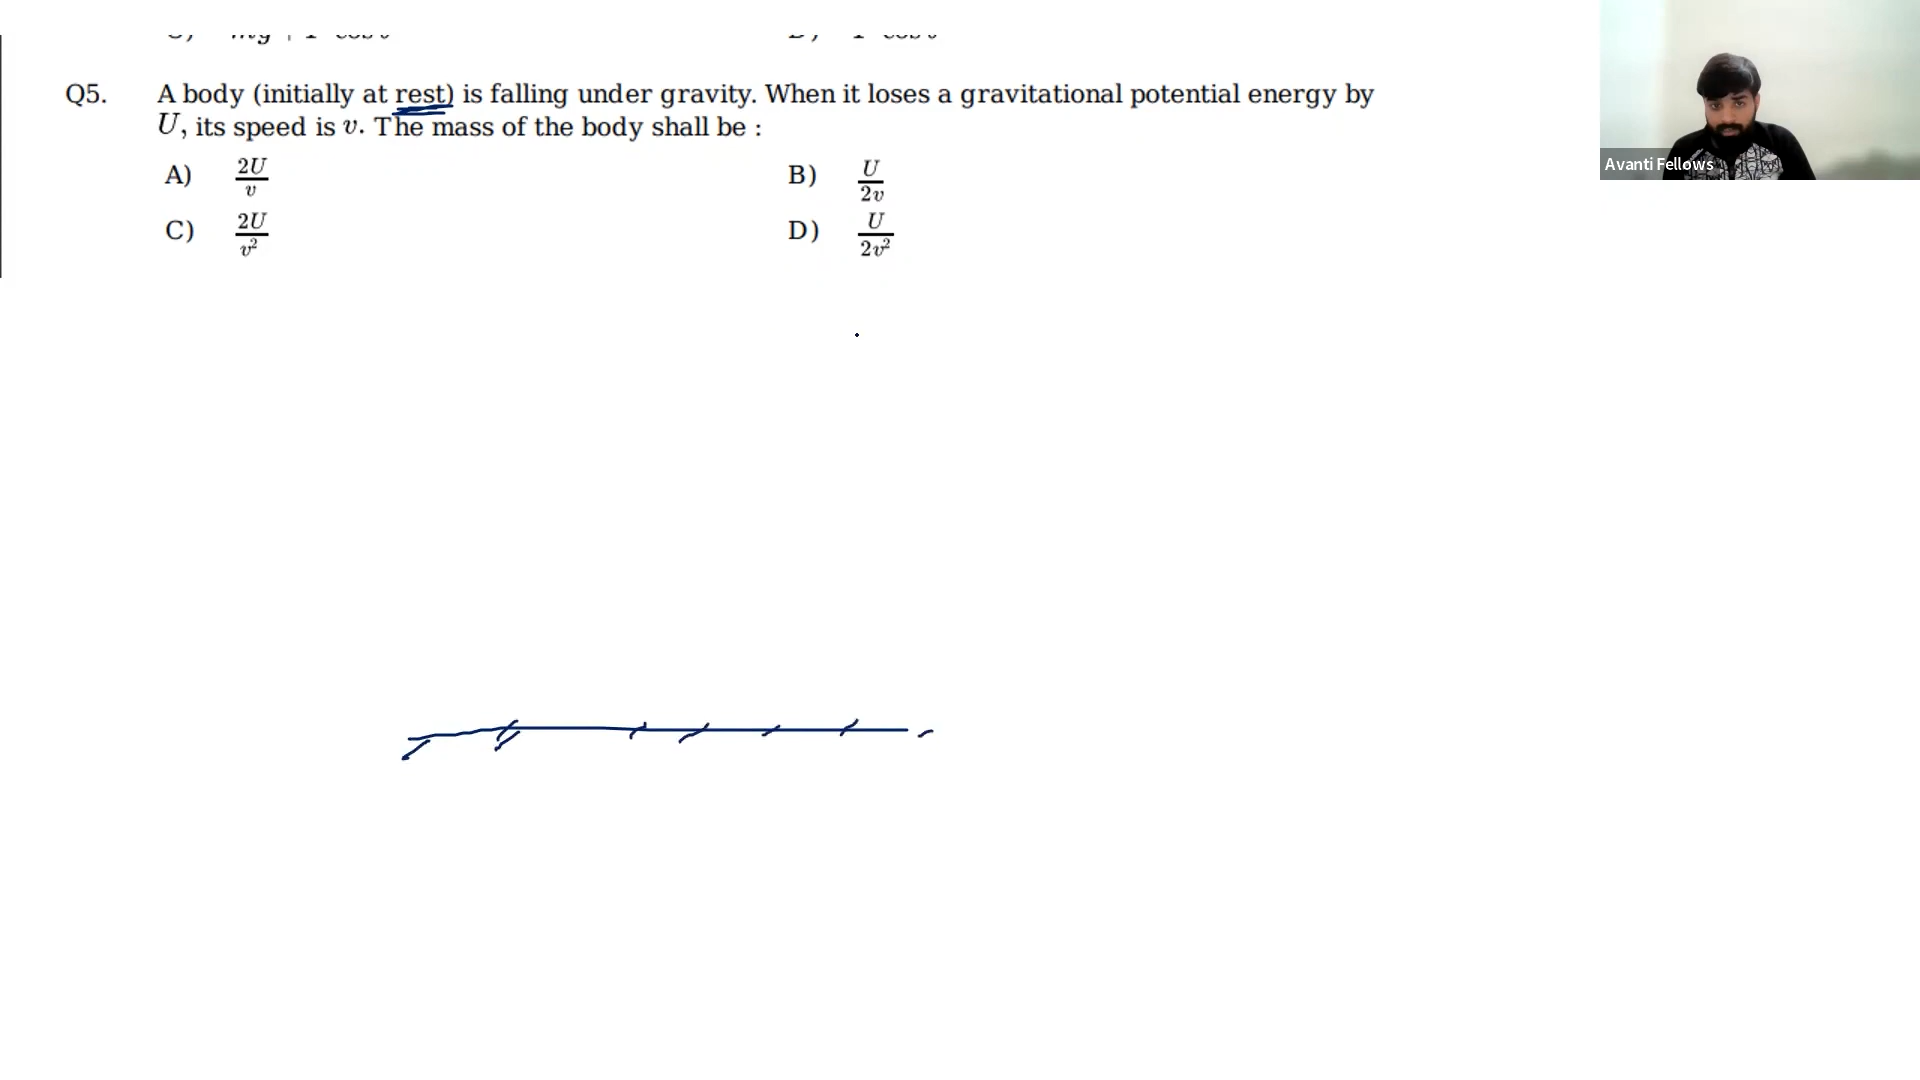 Q5. A body (initially at rest) is falling under gravity. When it loses a gravitational potential energy by
U, its speed is v. The mass of the body shall be :
A) 2U/v B) U/2v
C) 2U/v² D) U/2v²
Avanti Fellows